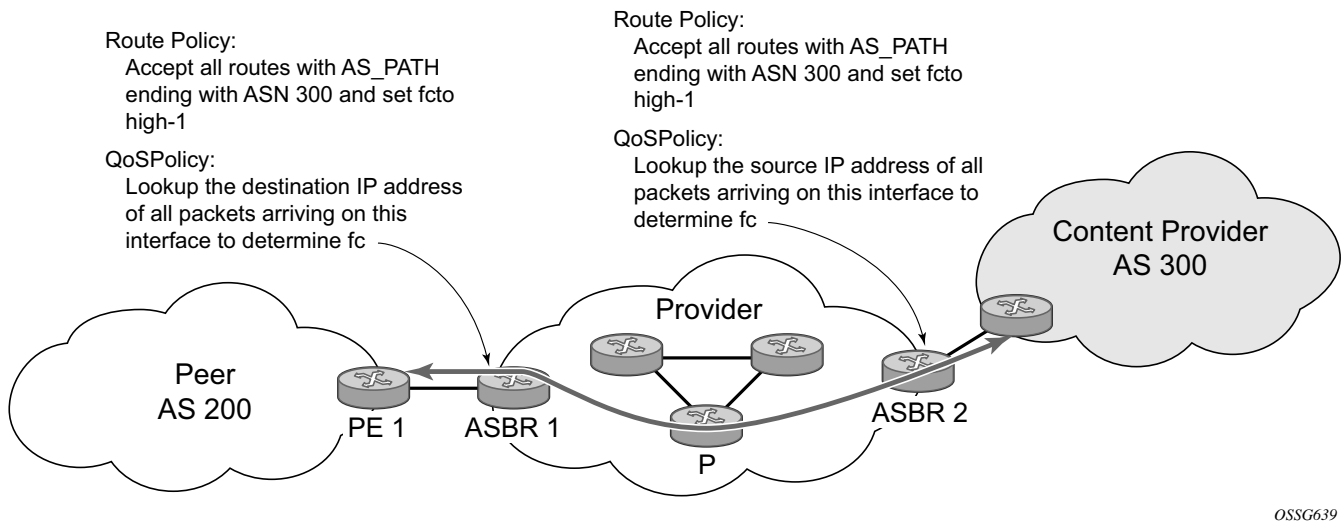 Route Policy:
Accept all routes with AS_PATH
ending with ASN 300 and set fcto
high-1
QoSPolicy:
Lookup the destination IP address
of all packets arriving on this
interface to determine fc
Route Policy:
Accept all routes with AS_PATH
ending with ASN 300 and set fcto
high-1
QoSPolicy:
Lookup the source IP address of all
packets arriving on this interface to
determine fc
Content Provider
AS 300
Provider
Peer
AS 200
PE 1
ASBR 1
P
ASBR 2
OSSG639